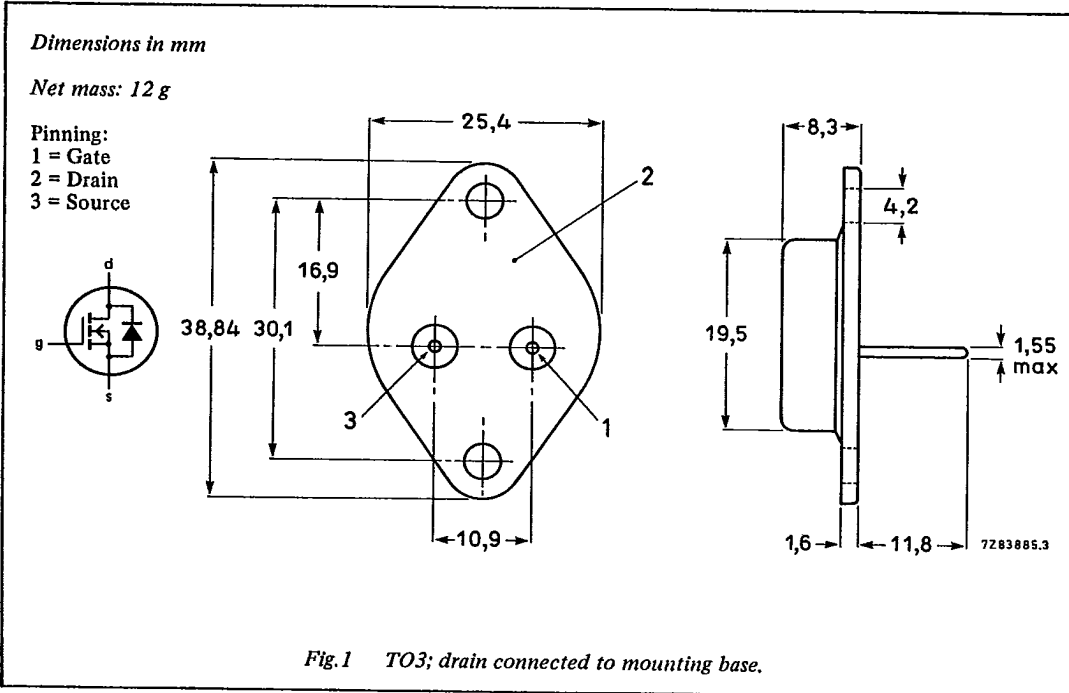 Dimensions in mm
Net mass: 12 g
Pinning:
1 = Gate
2 = Drain
3 = Source
d
g
s
25,4
2
16,9
38,84
30,1
3
1
10,9
8,3
4,2
19,5
1,55
max
1,6
11,8
7Z83885.3
Fig.1 TO3; drain connected to mounting base.